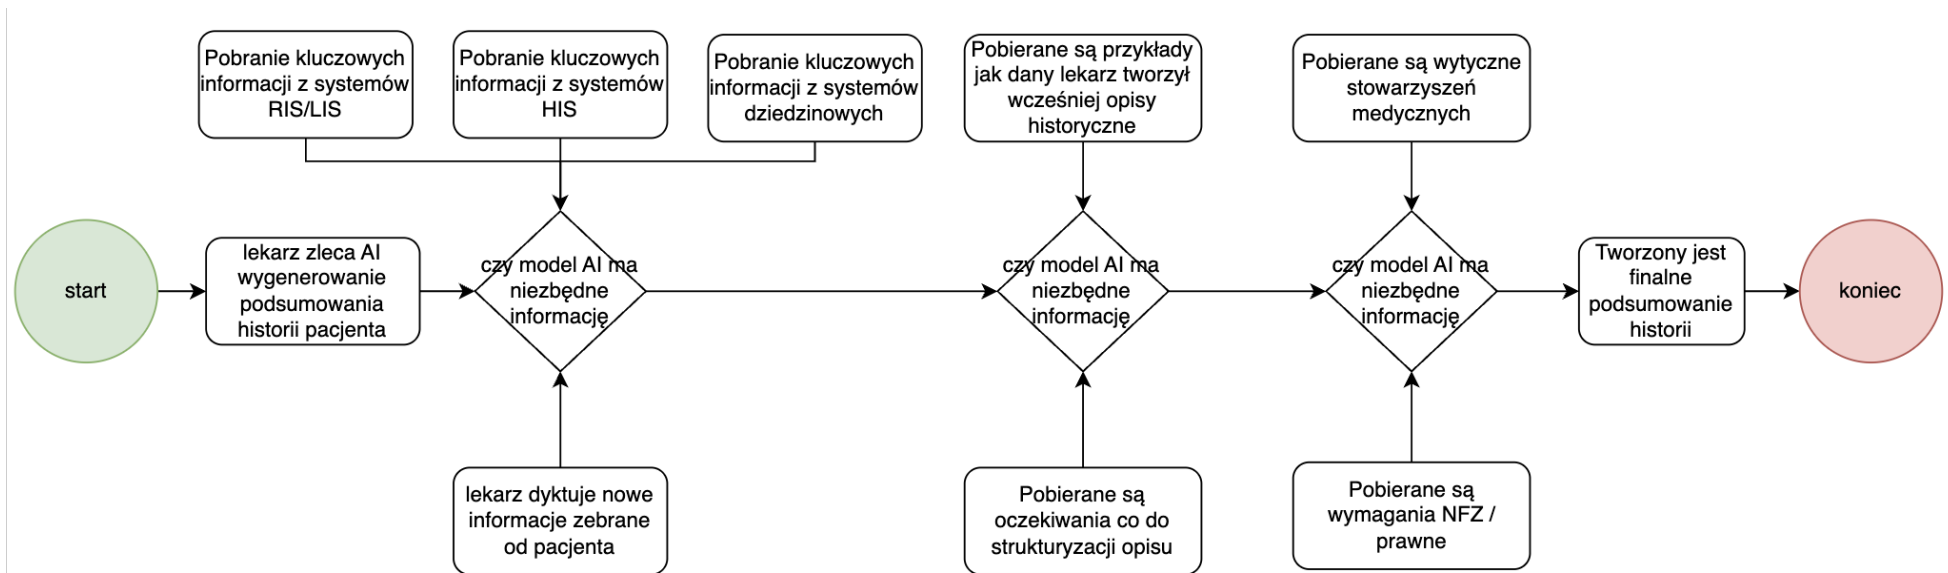 Pobranie kluczowych
informacji z systemów
RIS/LIS
Pobranie kluczowych
informacji z systemów
HIS
Pobranie kluczowych
informacji z systemów
dziedzinowych
Pobierane są przykłady
jak dany lekarz tworzył
wcześniej opisy
historyczne
Pobierane są wytyczne
stowarzyszeń
medycznych
start
lekarz zleca AI
wygenerowanie
podsumowania
historii pacjenta
czy model AI ma
niezbędne
informację
czy model AI ma
niezbędne
informację
czy model AI ma
niezbędne
informację
Tworzony jest
finalne
podsumowanie
historii
koniec
lekarz dyktuje nowe
informacje zebrane
od pacjenta
Pobierane są
oczekiwania co do
strukturyzacji opisu
Pobierane są
wymagania NFZ /
prawne